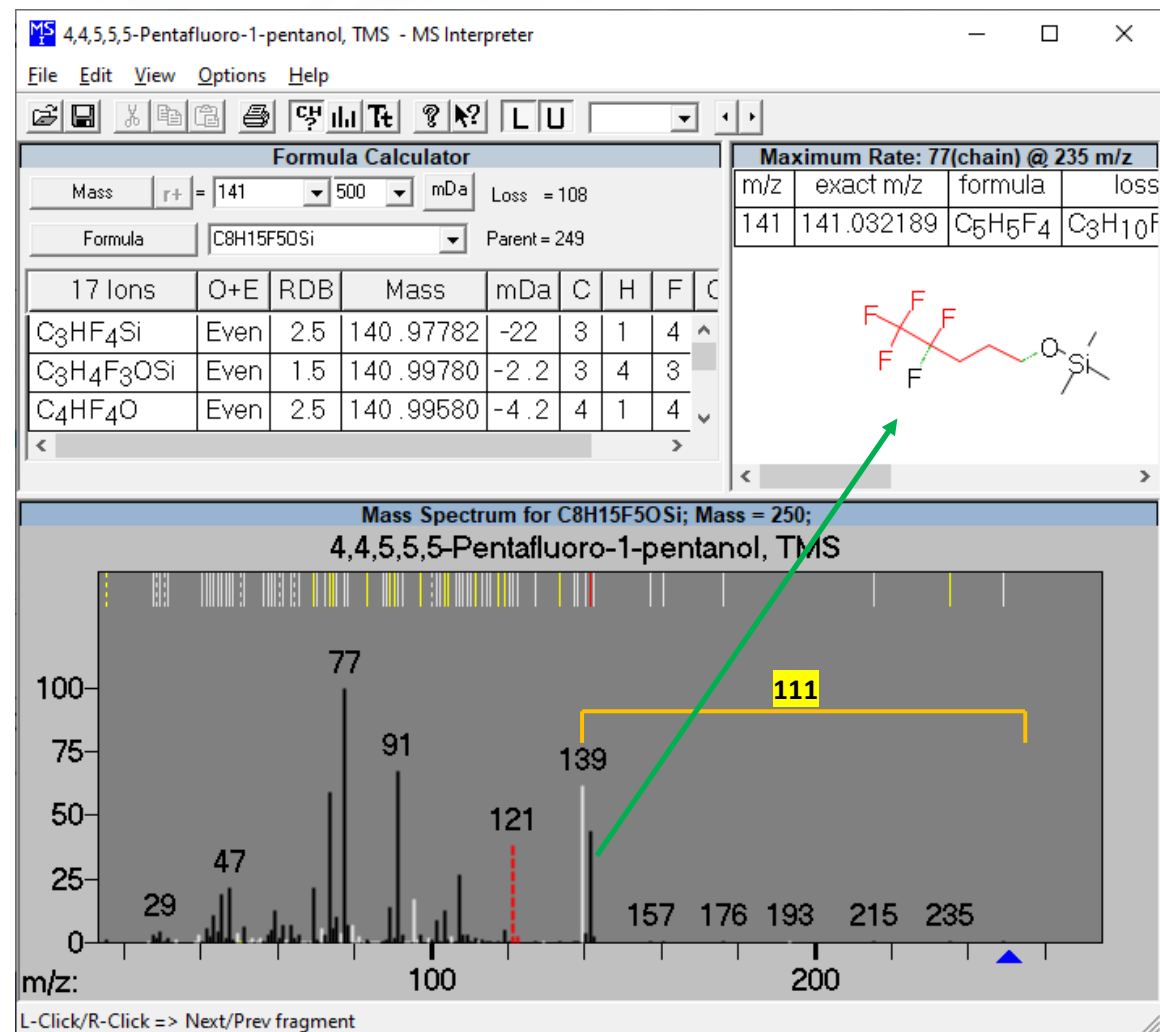 MS I 4,4,5,5,5-Pentafluoro-1-pentanol, TMS - MS Interpreter
File Edit View Options Help
CH ? Tt ? ? L U
Formula Calculator
Mass r+ = 141 500 mDa Loss = 108
Formula C8H15F5OSi Parent = 249
17 Ions O+E RDB Mass mDa C H F
C3HF4Si Even 2.5 140.97782 -22 3 1 4
C3H4F3OSi Even 1.5 140.99780 -2.2 3 4 3
C4HF4O Even 2.5 140.99580 -4.2 4 1 4
Maximum Rate: 77(chain) @ 235 m/z
m/z exact m/z formula loss
141 141.032189 C5H5F4 C3H10F
F F F F F O Si
Mass Spectrum for C8H15F5OSi; Mass = 250;
4,4,5,5,5-Pentafluoro-1-pentanol, TMS
111
100 75 50 25 0
29 47 77 91 121 139 157 176 193 215 235
m/z: 100 200
L-Click/R-Click => Next/Prev fragment